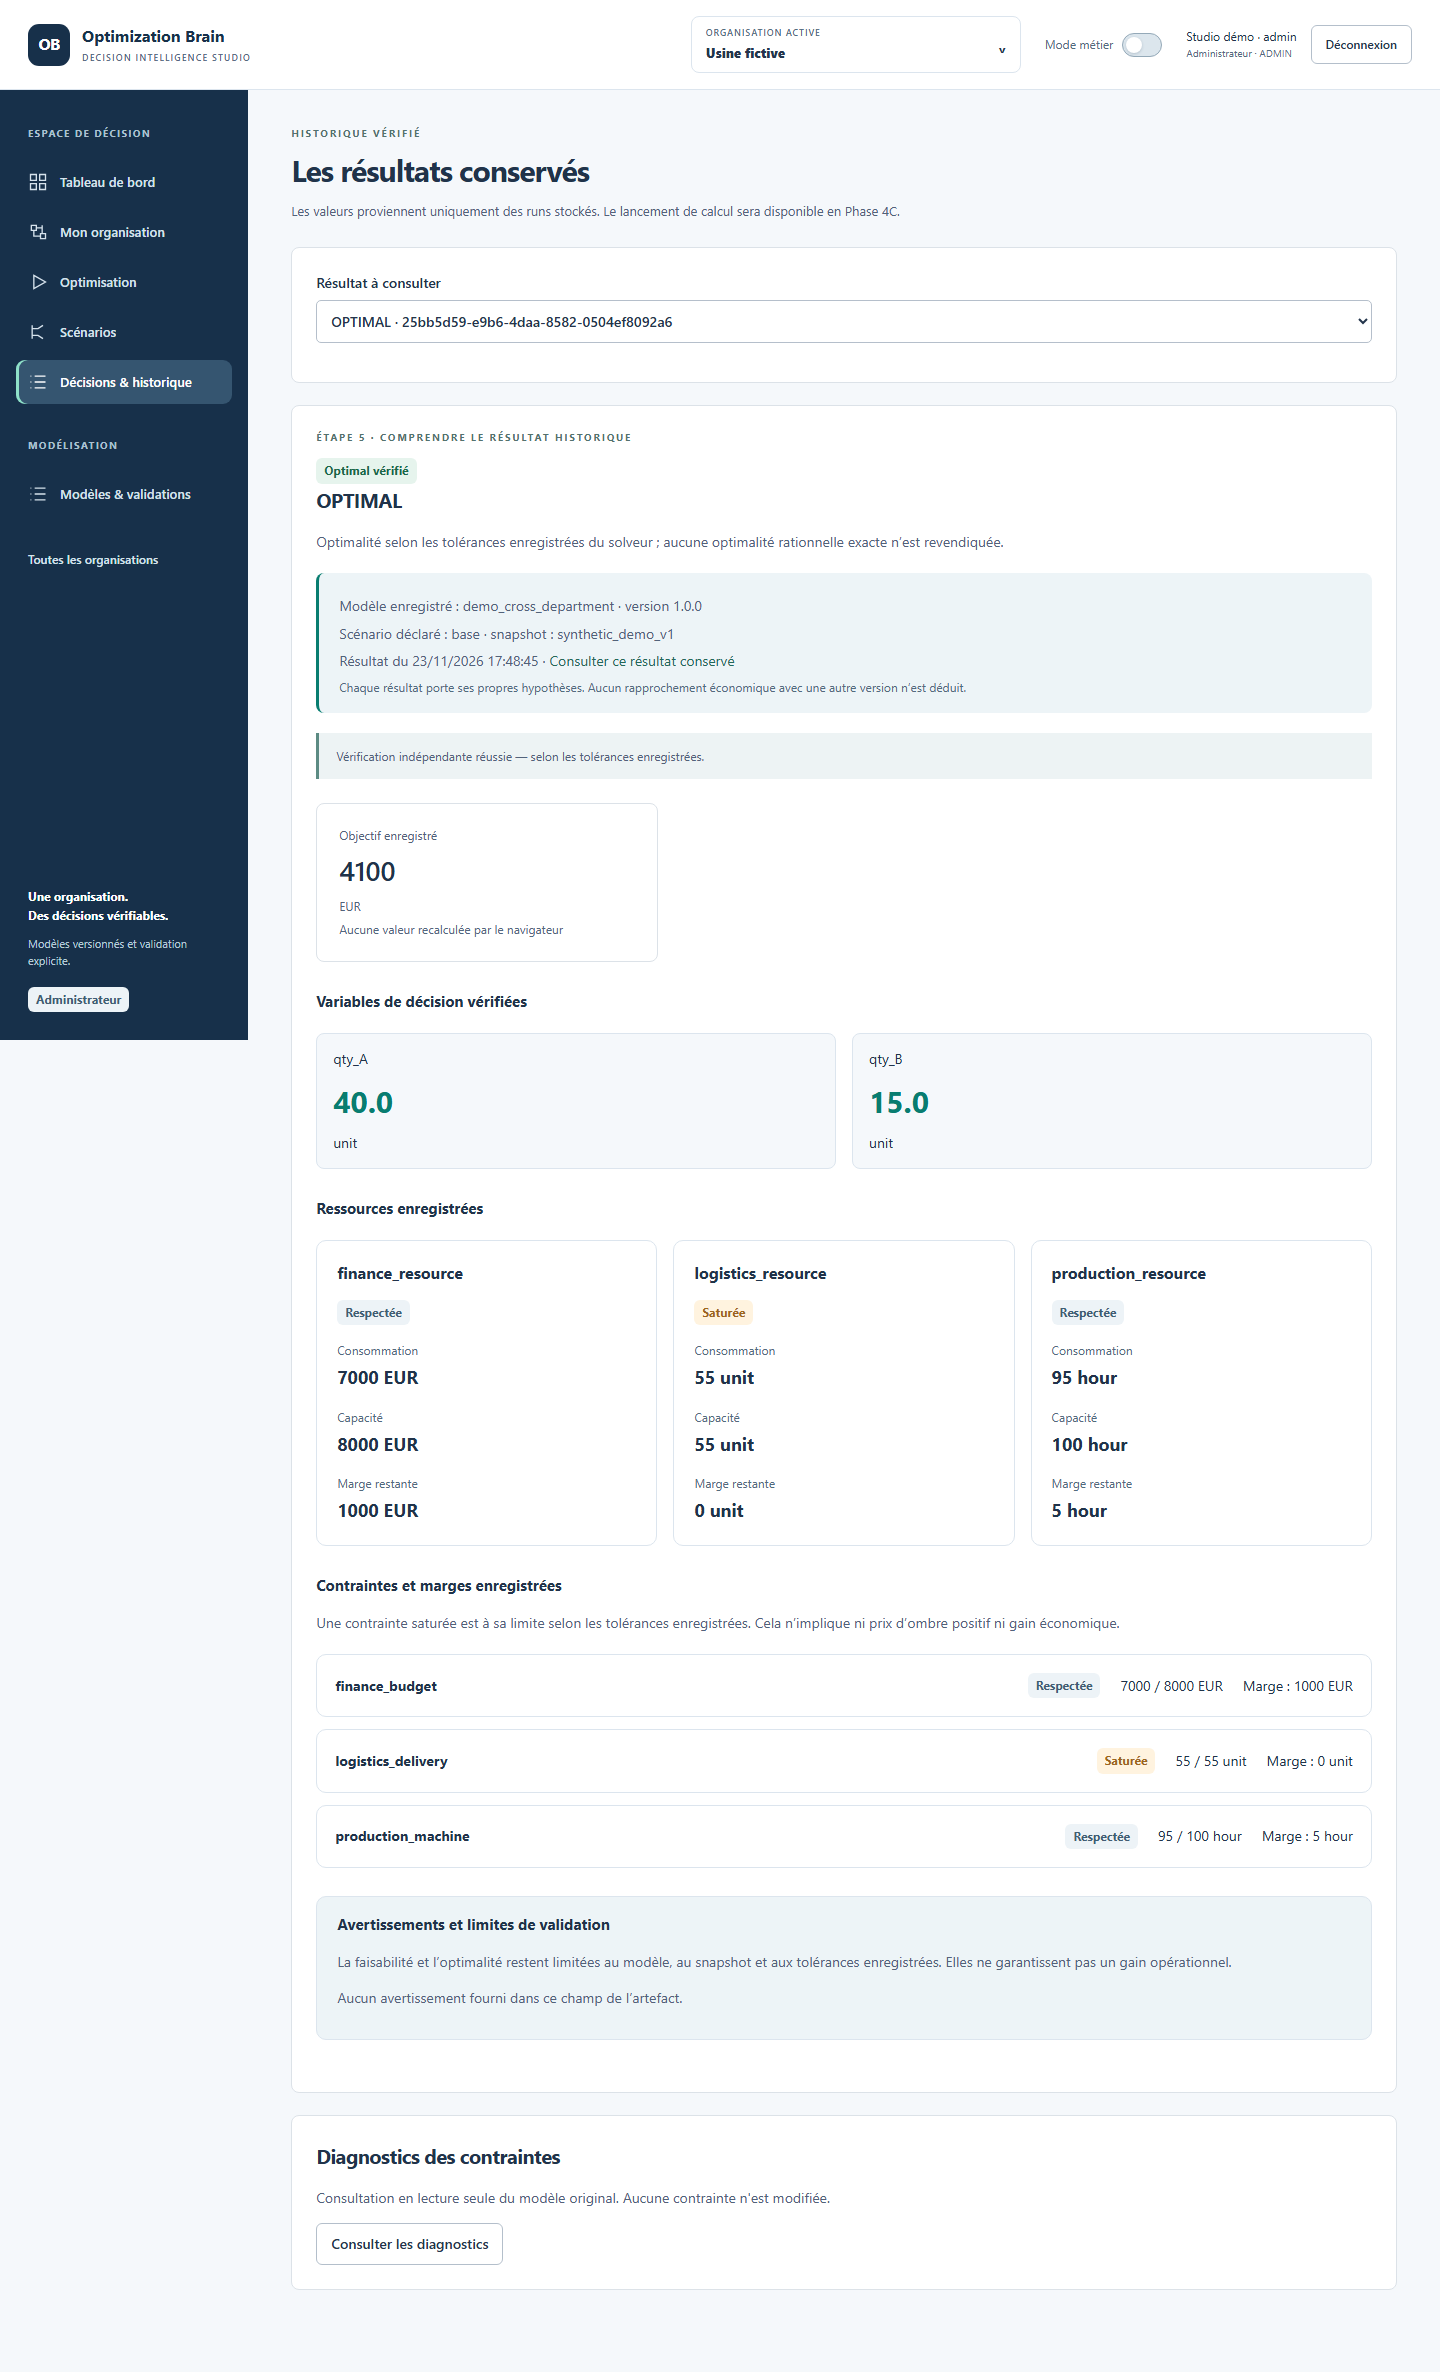 OB
Optimization Brain
DECISION INTELLIGENCE STUDIO
ORGANISATION ACTIVE
Usine fictive
Mode métier
Studio démo · admin
Administrateur · ADMIN
Déconnexion
ESPACE DE DÉCISION
Tableau de bord
Mon organisation
Optimisation
Scénarios
Décisions & historique
MODÉLISATION
Modèles & validations
Toutes les organisations
Une organisation.
Des décisions vérifiables.
Modèles versionnés et validation
explicite.
Administrateur
HISTORIQUE VÉRIFIÉ
Les résultats conservés
Les valeurs proviennent uniquement des runs stockés. Le lancement de calcul sera disponible en Phase 4C.
Résultat à consulter
OPTIMAL · 25bb5d59-e9b6-4daa-8582-0504ef8092a6
ÉTAPE 5 · COMPRENDRE LE RÉSULTAT HISTORIQUE
Optimal vérifié
OPTIMAL
Optimalité selon les tolérances enregistrées du solveur ; aucune optimalité rationnelle exacte n’est revendiquée.
Modèle enregistré : demo_cross_department · version 1.0.0
Scénario déclaré : base · snapshot : synthetic_demo_v1
Résultat du 23/11/2026 17:48:45 · Consulter ce résultat conservé
Chaque résultat porte ses propres hypothèses. Aucun rapprochement économique avec une autre version n’est déduit.
Vérification indépendante réussie — selon les tolérances enregistrées.
Objectif enregistré
4100
EUR
Aucune valeur recalculée par le navigateur
Variables de décision vérifiées
qty_A
40.0
unit
qty_B
15.0
unit
Ressources enregistrées
finance_resource
Respectée
Consommation
7000 EUR
Capacité
8000 EUR
Marge restante
1000 EUR
logistics_resource
Saturée
Consommation
55 unit
Capacité
55 unit
Marge restante
0 unit
production_resource
Respectée
Consommation
95 hour
Capacité
100 hour
Marge restante
5 hour
Contraintes et marges enregistrées
Une contrainte saturée est à sa limite selon les tolérances enregistrées. Cela n’implique ni prix d’ombre positif ni gain économique.
finance_budget Respectée 7000 / 8000 EUR Marge : 1000 EUR
logistics_delivery Saturée 55 / 55 unit Marge : 0 unit
production_machine Respectée 95 / 100 hour Marge : 5 hour
Avertissements et limites de validation
La faisabilité et l’optimalité restent limitées au modèle, au snapshot et aux tolérances enregistrées. Elles ne garantissent pas un gain opérationnel.
Aucun avertissement fourni dans ce champ de l’artefact.
Diagnostics des contraintes
Consultation en lecture seule du modèle original. Aucune contrainte n’est modifiée.
Consulter les diagnostics